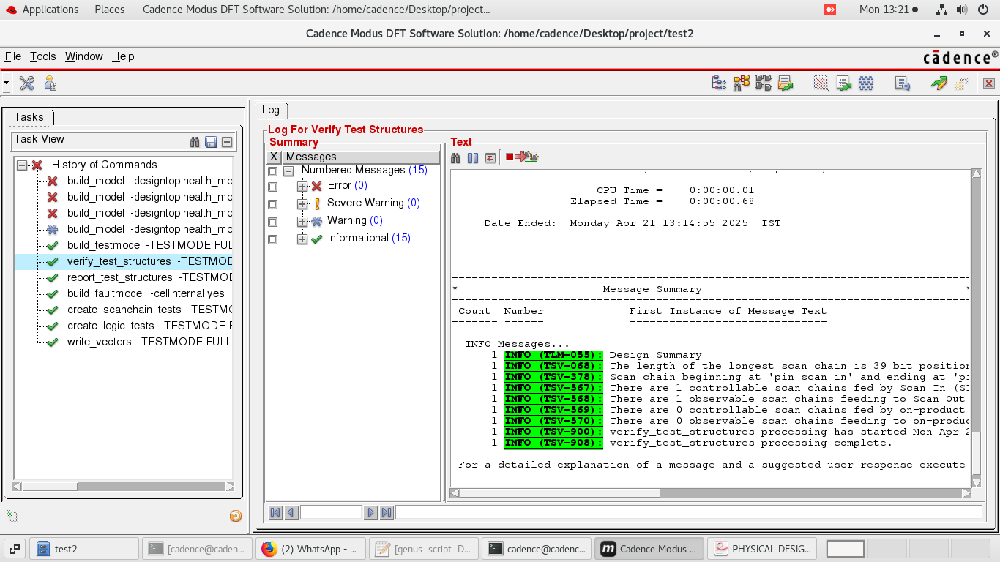 Applications Places Cadence Modus DFT Software Solution: /home/cadence/Desktop/project... Mon 13:21
Cadence Modus DFT Software Solution: /home/cadence/Desktop/project/test2
File Tools Window Help
cādence®
Tasks
Task View
History of Commands
build_model -designtop health_mo
build_model -designtop health_mo
build_model -designtop health_mo
build_model -designtop health_mo
build_testmode -TESTMODE FUL
verify_test_structures -TESTMOD
report_test_structures -TESTMOD
build_faultmodel -cellinternal yes
create_scanchain_tests -TESTMO
create_logic_tests -TESTMODE F
write_vectors -TESTMODE FULL
Log
Log For Verify Test Structures
Summary
X Messages
Numbered Messages (15)
Error (0)
Severe Warning (0)
Warning (0)
Informational (15)
Text
CPU Time = 0:00:00.01
Elapsed Time = 0:00:00.68
Date Ended: Monday Apr 21 13:14:55 2025 IST
--------------------------------------------------------------------------------
* Message Summary *
--------------------------------------------------------------------------------
Count Number First Instance of Message Text
------- ------ ------------------------------
INFO Messages...
1 INFO (TLM-055): Design Summary
1 INFO (TSV-068): The length of the longest scan chain is 39 bit position
1 INFO (TSV-378): Scan chain beginning at 'pin scan_in' and ending at 'pi
1 INFO (TSV-567): There are 1 controllable scan chains fed by Scan In (SI
1 INFO (TSV-568): There are 1 observable scan chains feeding to Scan Out
1 INFO (TSV-569): There are 0 controllable scan chains fed by on-product
1 INFO (TSV-570): There are 0 observable scan chains feeding to on-produc
1 INFO (TSV-900): verify_test_structures processing has started Mon Apr 2
1 INFO (TSV-908): verify_test_structures processing complete.
For a detailed explanation of a message and a suggested user response execute
test2 [cadence@caden... (2) WhatsApp - ... [genus_script_D... cadence@cadenc... m Cadence Modus ... PHYSICAL DESIG...